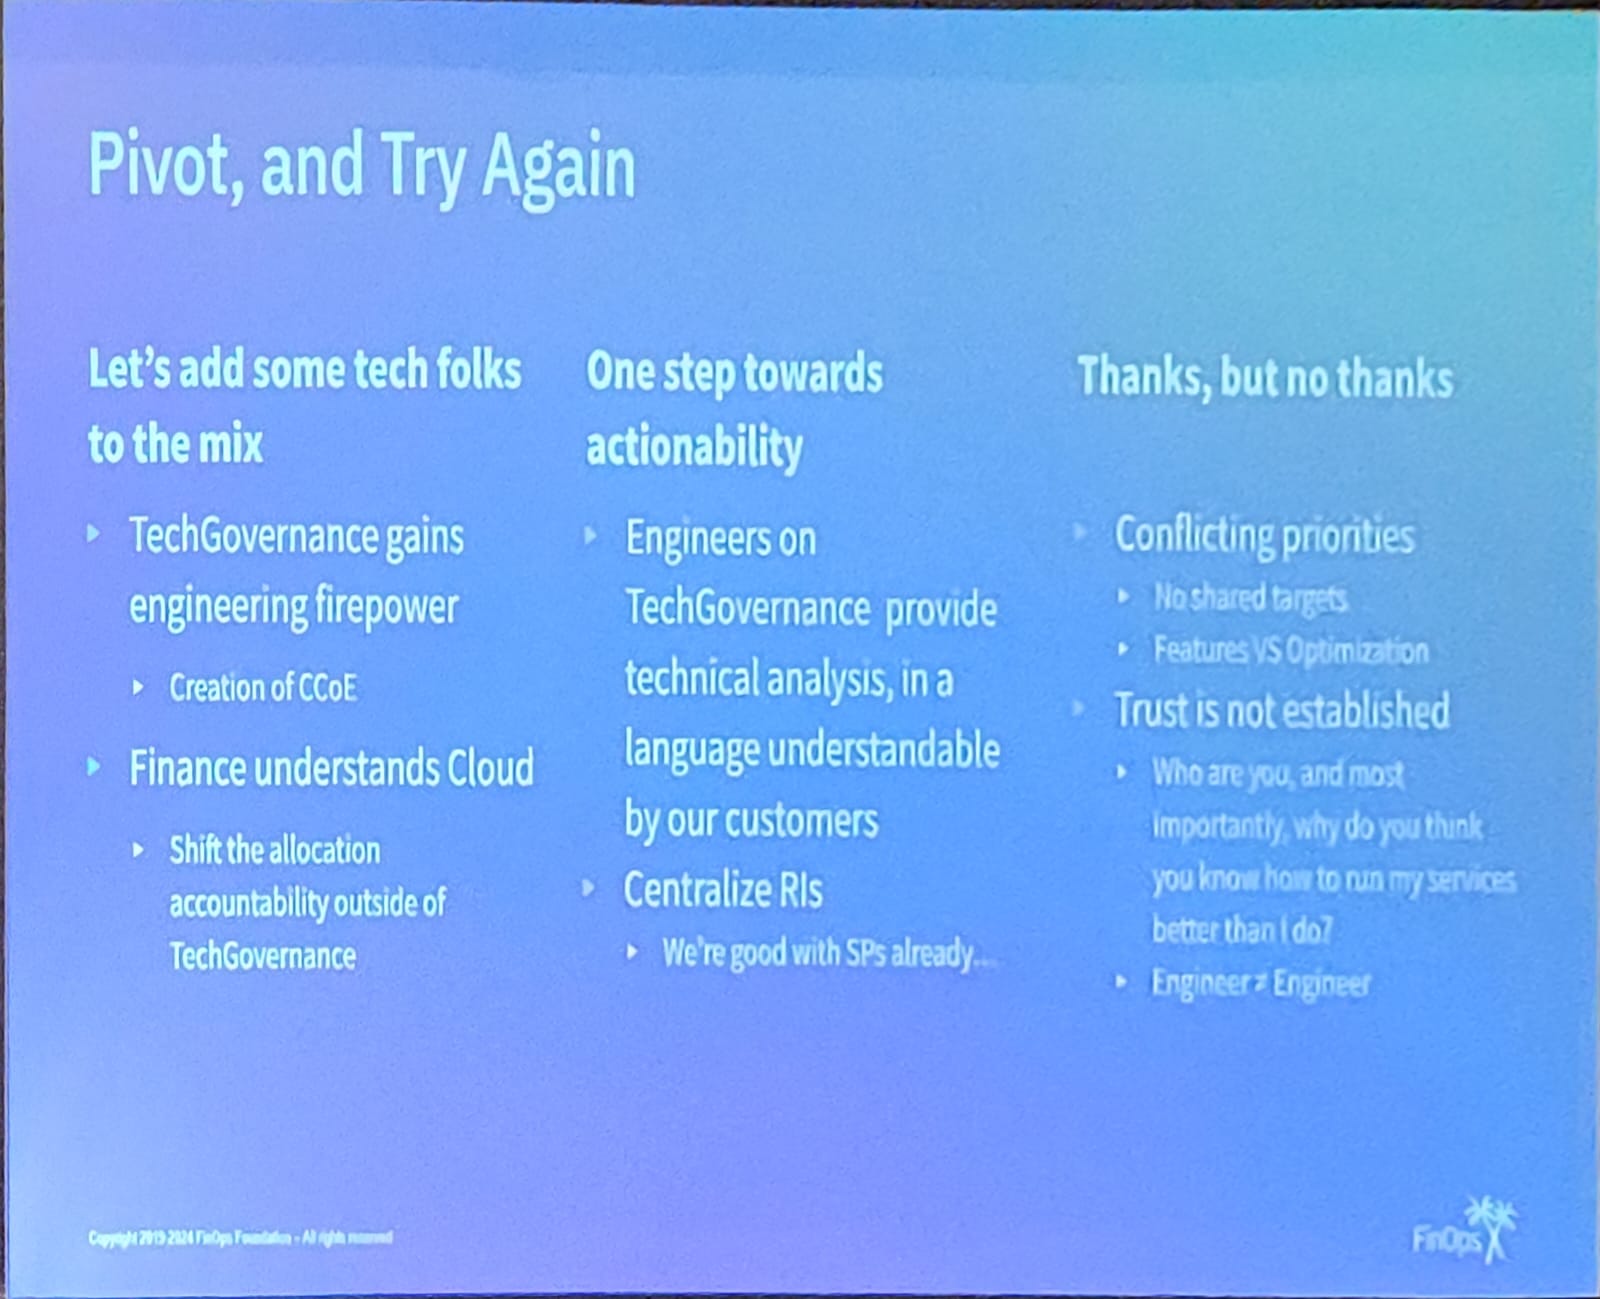 Pivot, and Try Again
Let's add some tech folks
to the mix
TechGovernance gains
engineering firepower
Creation of CCoE
Finance understands Cloud
Shift the allocation
accountability outside of
TechGovernance
One step towards
actionability
Engineers on
TechGovernance provide
technical analysis, in a
language understandable
by our customers
Centralize RIs
We're good with SPs already...
Thanks, but no thanks
Conflicting priorities
No shared targets
Features VS Optimization
Trust is not established
Who are you, and most
importantly, why do you think
you know how to run my services
better than I do?
Engineer ≠ Engineer
Copyright 2019-2024 FinOps Foundation - All rights reserved
FinOps X